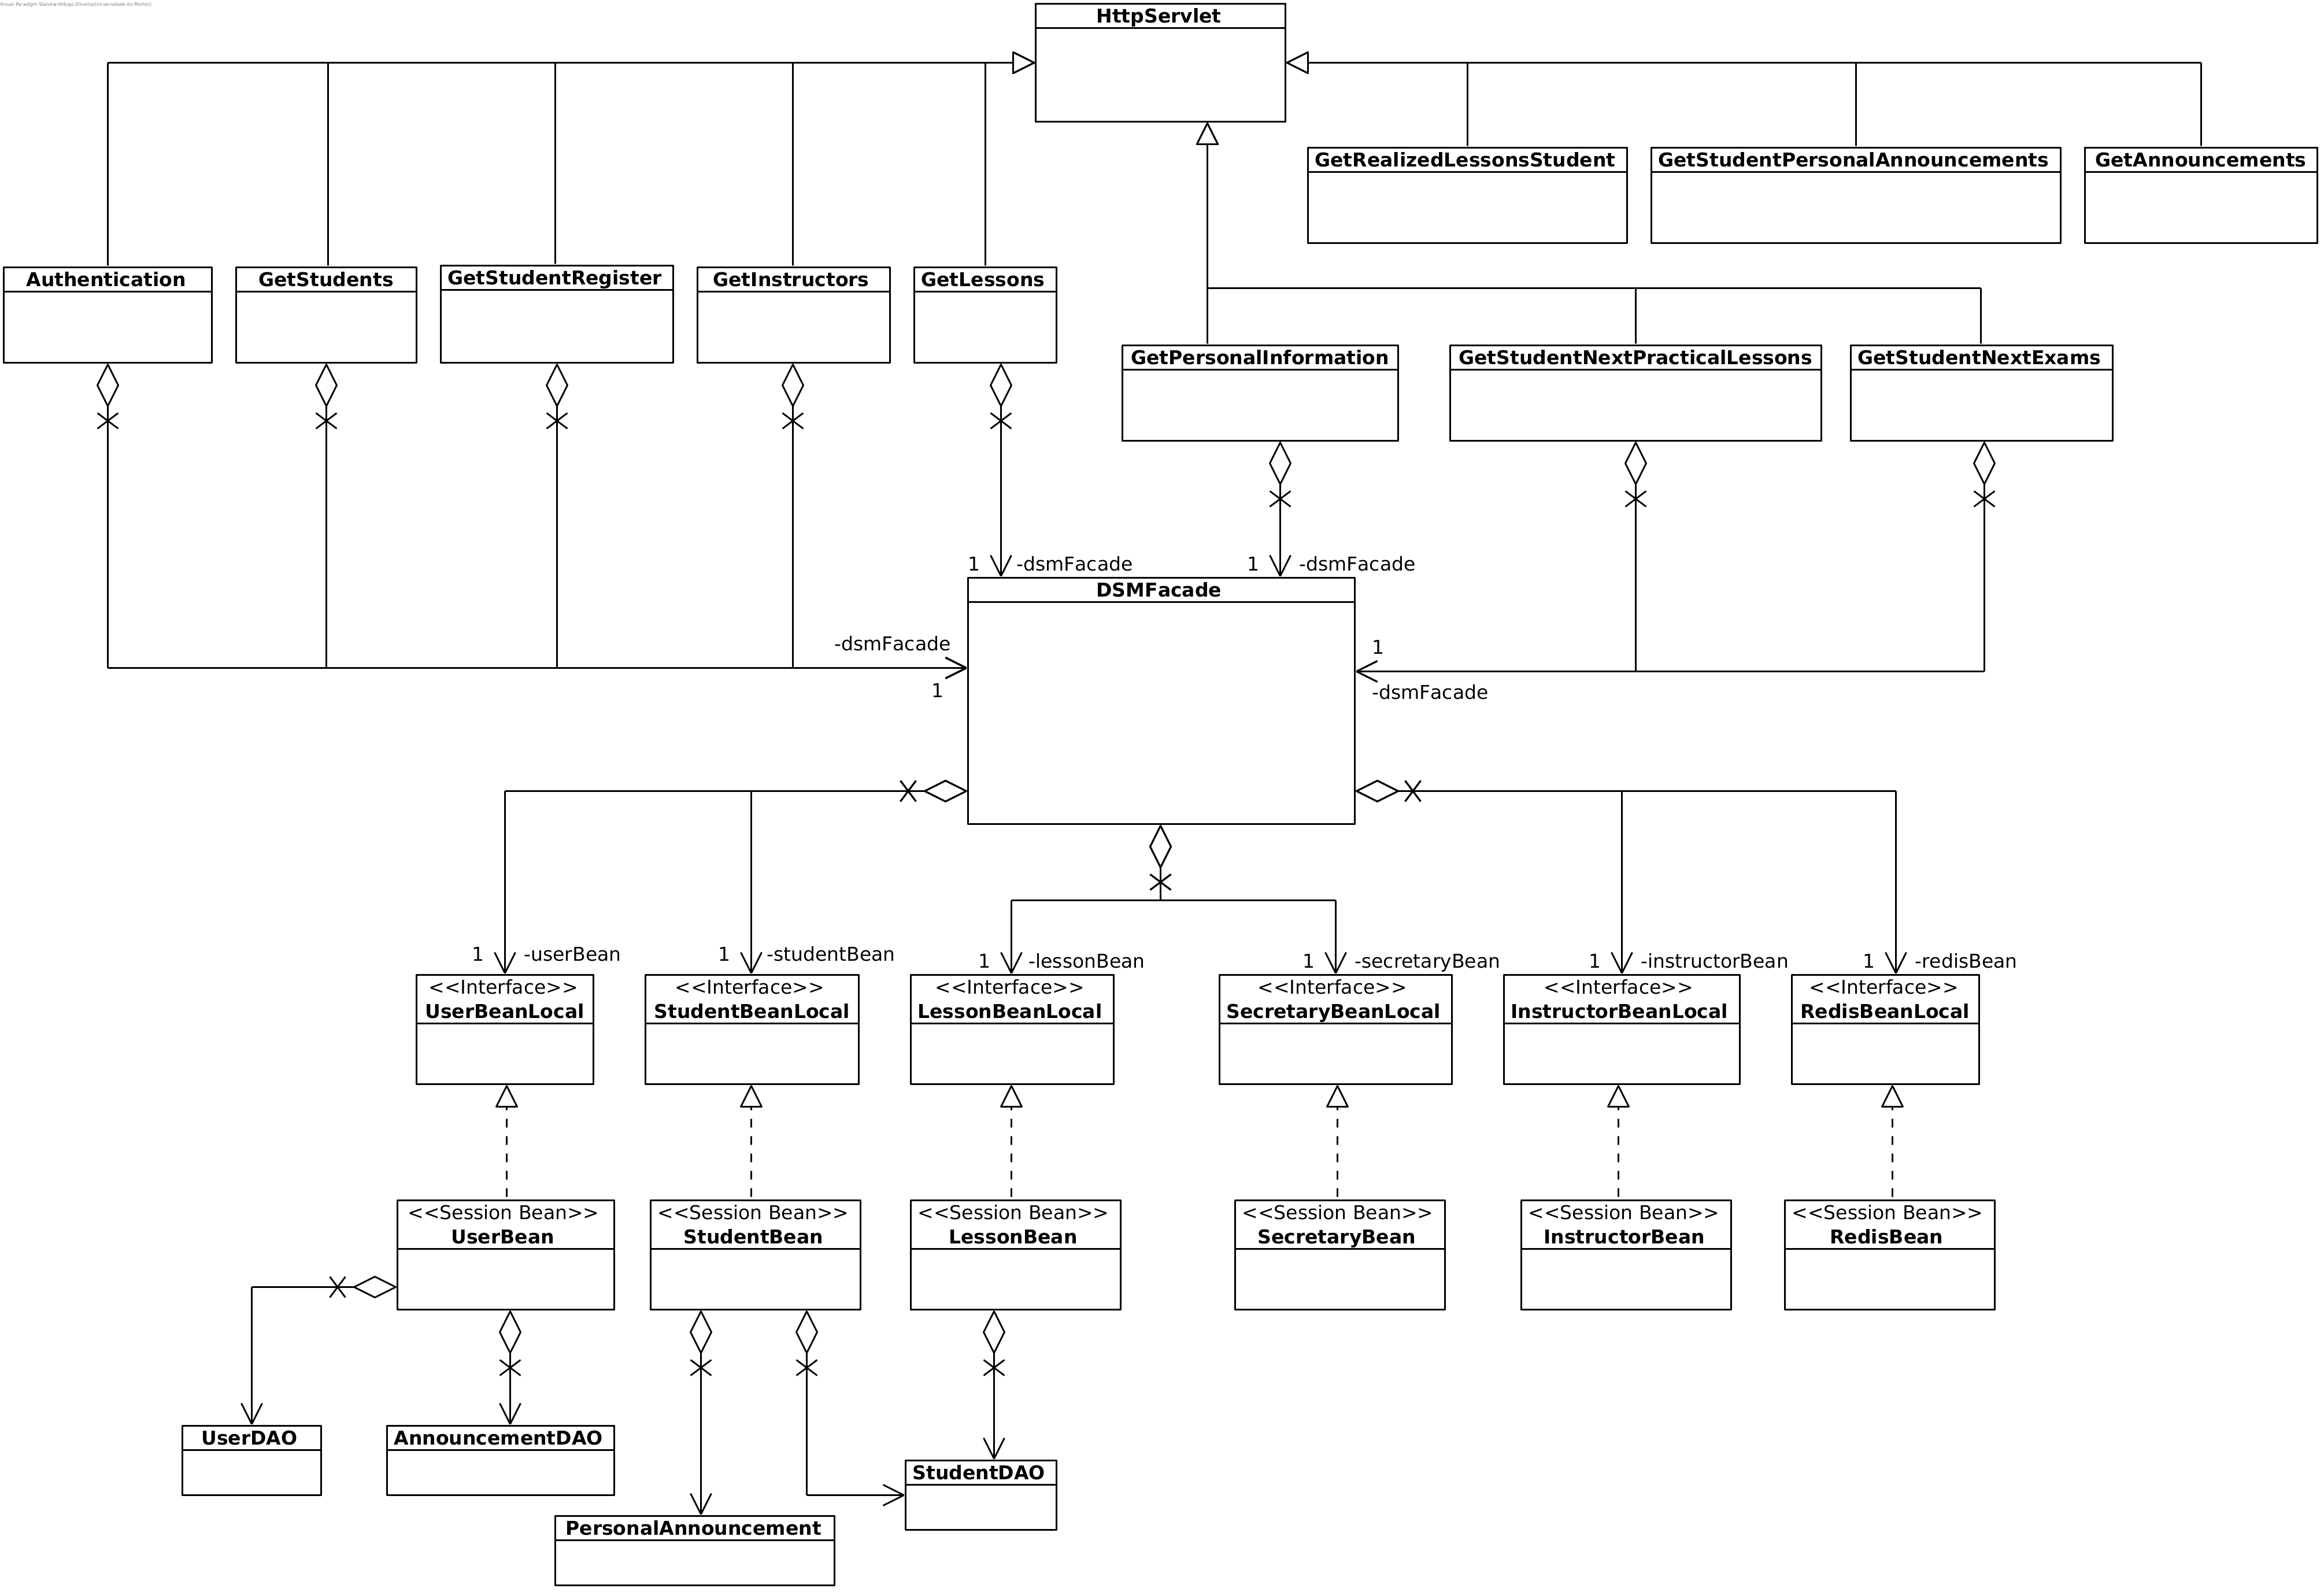 Visual Paradigm Standard(Hugo Oliveira(Universidade do Minho))
HttpServlet
GetRealizedLessonsStudent
GetStudentPersonalAnnouncements
GetAnnouncements
Authentication
GetStudents
GetStudentRegister
GetInstructors
GetLessons
GetPersonalInformation
GetStudentNextPracticalLessons
GetStudentNextExams
1
-dsmFacade
1
-dsmFacade
DSMFacade
-dsmFacade
1
1
-dsmFacade
1
-userBean
1
-studentBean
1
-lessonBean
1
-secretaryBean
1
-instructorBean
1
-redisBean
<<Interface>>
UserBeanLocal
<<Interface>>
StudentBeanLocal
<<Interface>>
LessonBeanLocal
<<Interface>>
SecretaryBeanLocal
<<Interface>>
InstructorBeanLocal
<<Interface>>
RedisBeanLocal
<<Session Bean>>
UserBean
<<Session Bean>>
StudentBean
<<Session Bean>>
LessonBean
<<Session Bean>>
SecretaryBean
<<Session Bean>>
InstructorBean
<<Session Bean>>
RedisBean
UserDAO
AnnouncementDAO
StudentDAO
PersonalAnnouncement